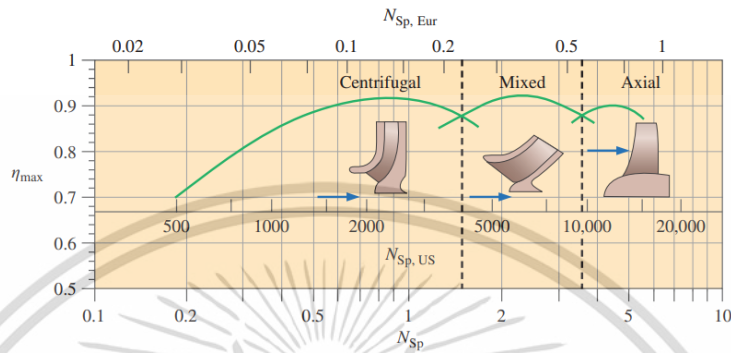 N_Sp, Eur
0.02 0.05 0.1 0.2 0.5 1
1
Centrifugal Mixed Axial
0.9
0.8
η_max
0.7
500 1000 2000 5000 10,000 20,000
0.6
N_Sp, US
0.5
0.1 0.2 0.5 1 2 5 10
N_Sp